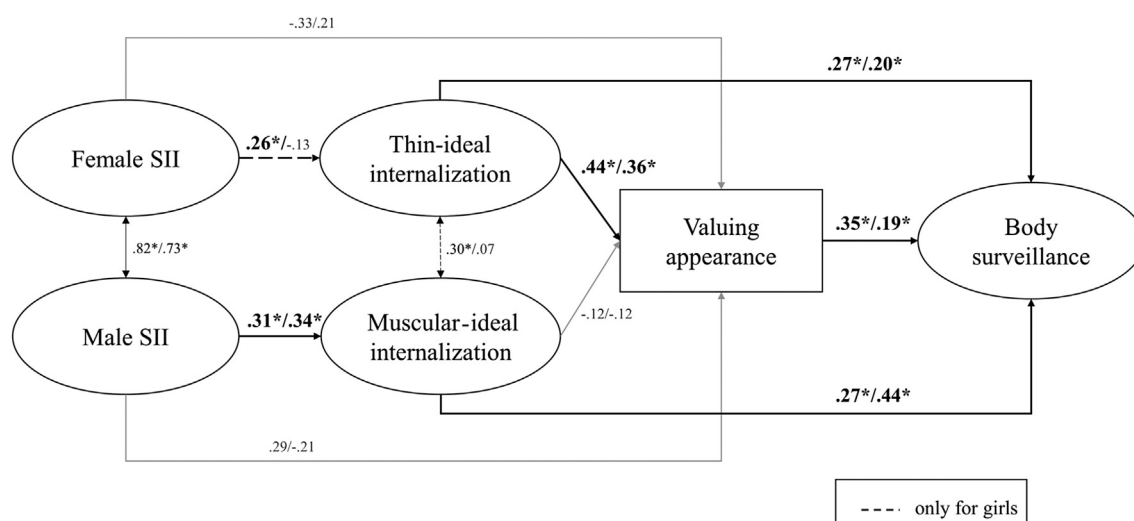 -.33/.21
.27*/.20*
Female SII
.26*/-.13
Thin-ideal
internalization
.44*/.36*
.82*/.73*
.30*/.07
Valuing
appearance
.35*/.19*
Body
surveillance
Male SII
.31*/.34*
Muscular-ideal
internalization
-.12/-.12
.27*/.44*
.29/-.21
only for girls